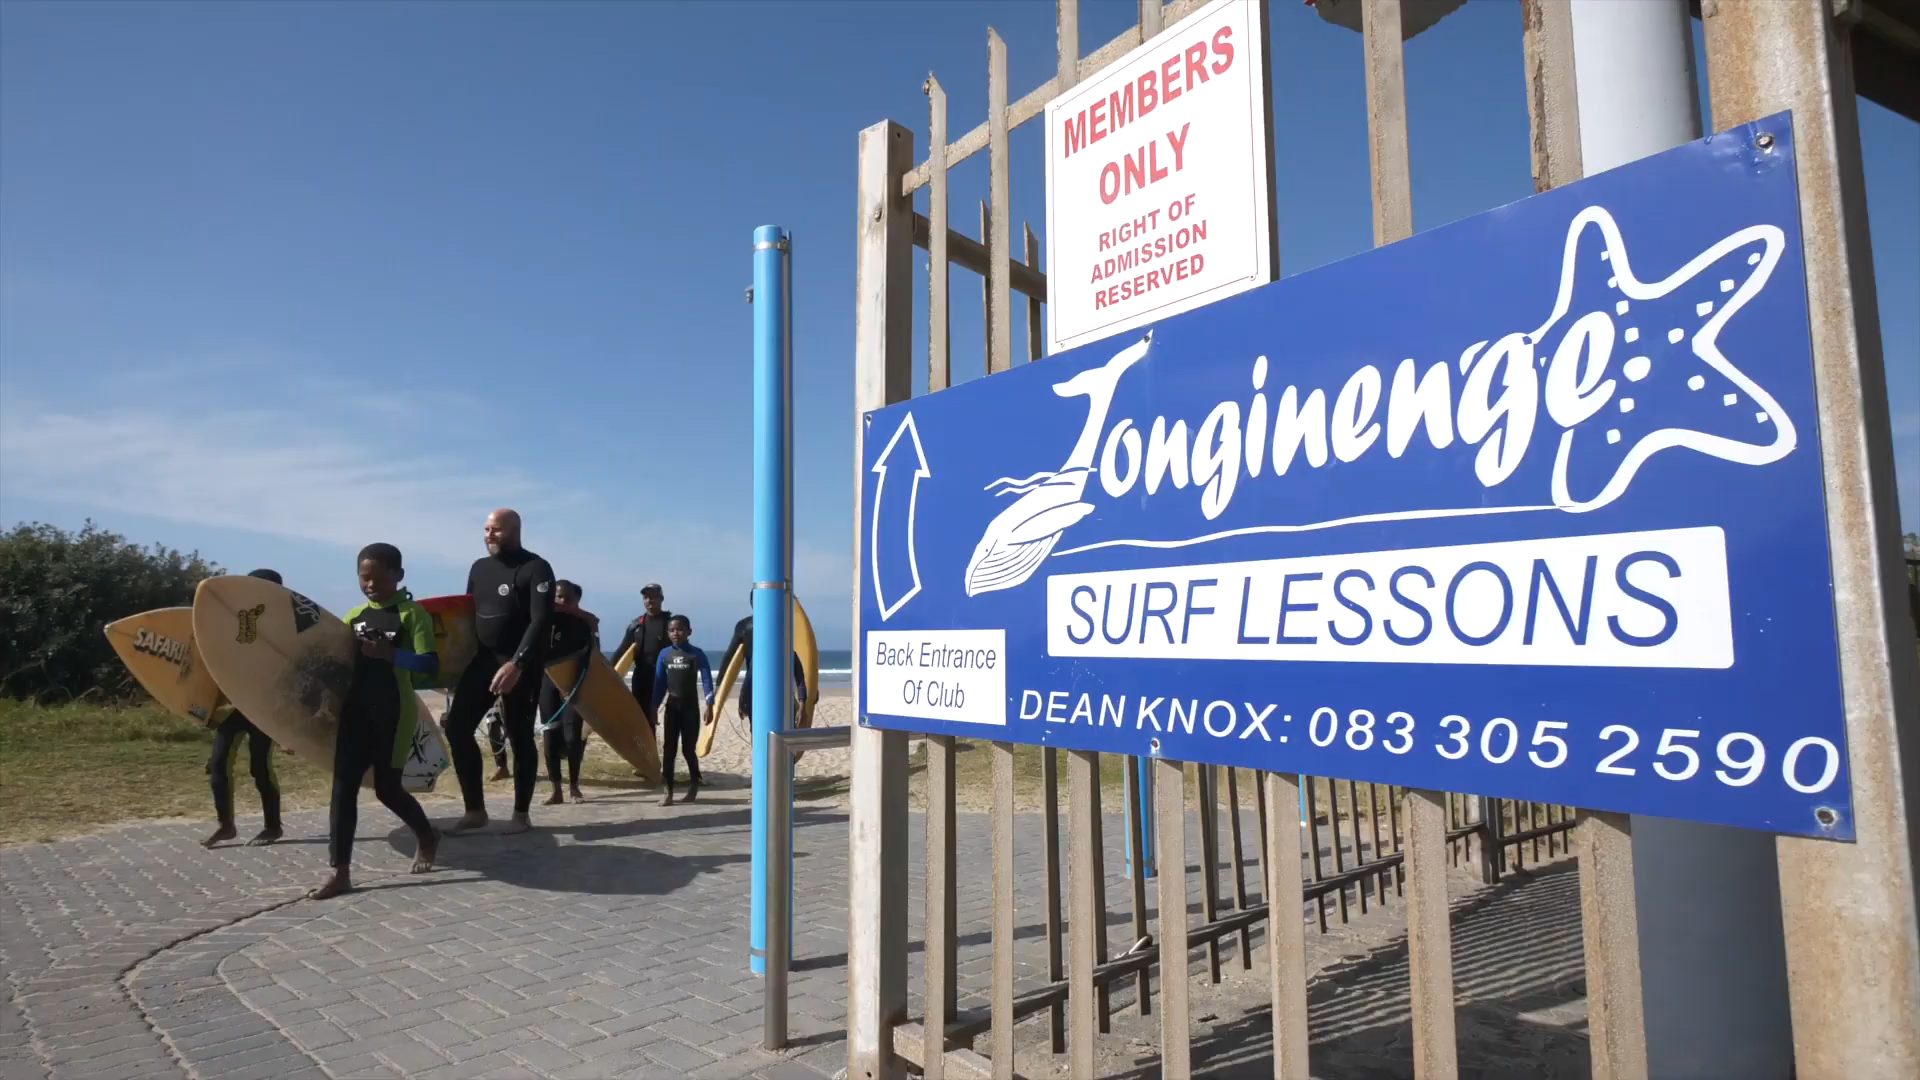 MEMBERS
ONLY
RIGHT OF
ADMISSION
RESERVED
Jonginenge
SURF LESSONS
Back Entrance
Of Club
DEAN KNOX: 083 305 2590
SAFARI